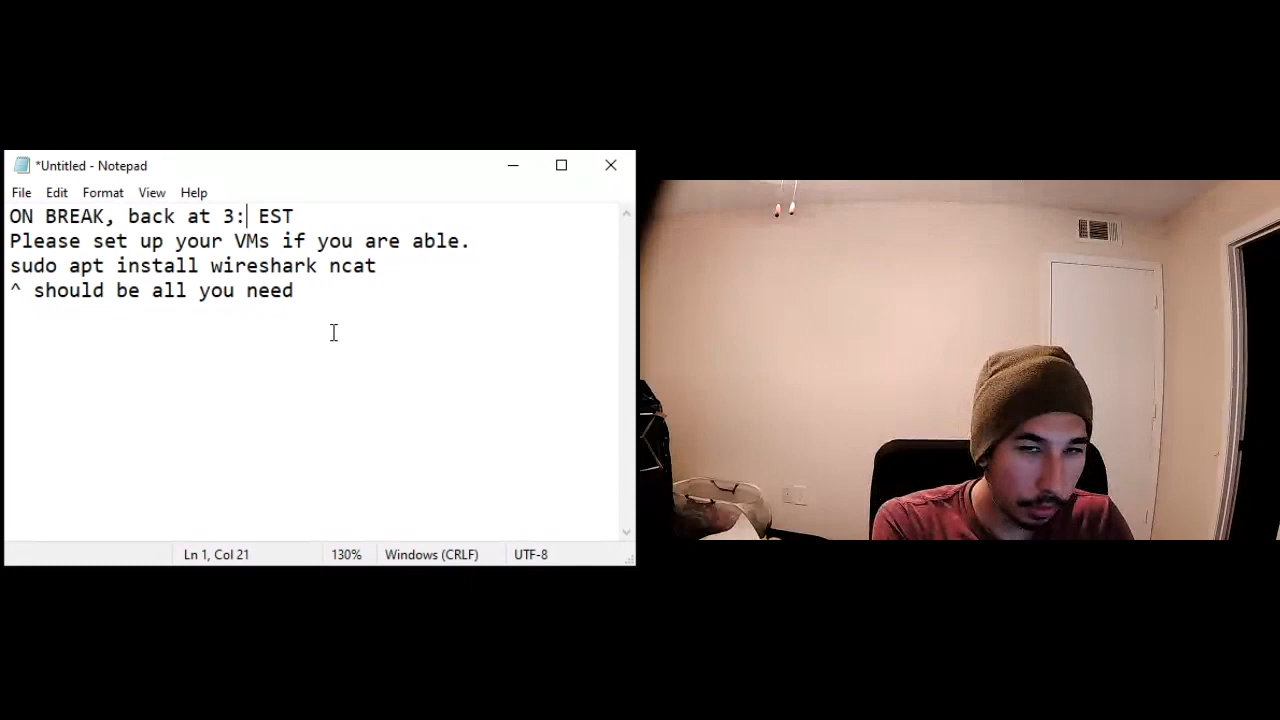 *Untitled - Notepad
File Edit Format View Help
ON BREAK, back at 3: EST
Please set up your VMs if you are able.
sudo apt install wireshark ncat
^ should be all you need
Ln 1, Col 21 130% Windows (CRLF) UTF-8